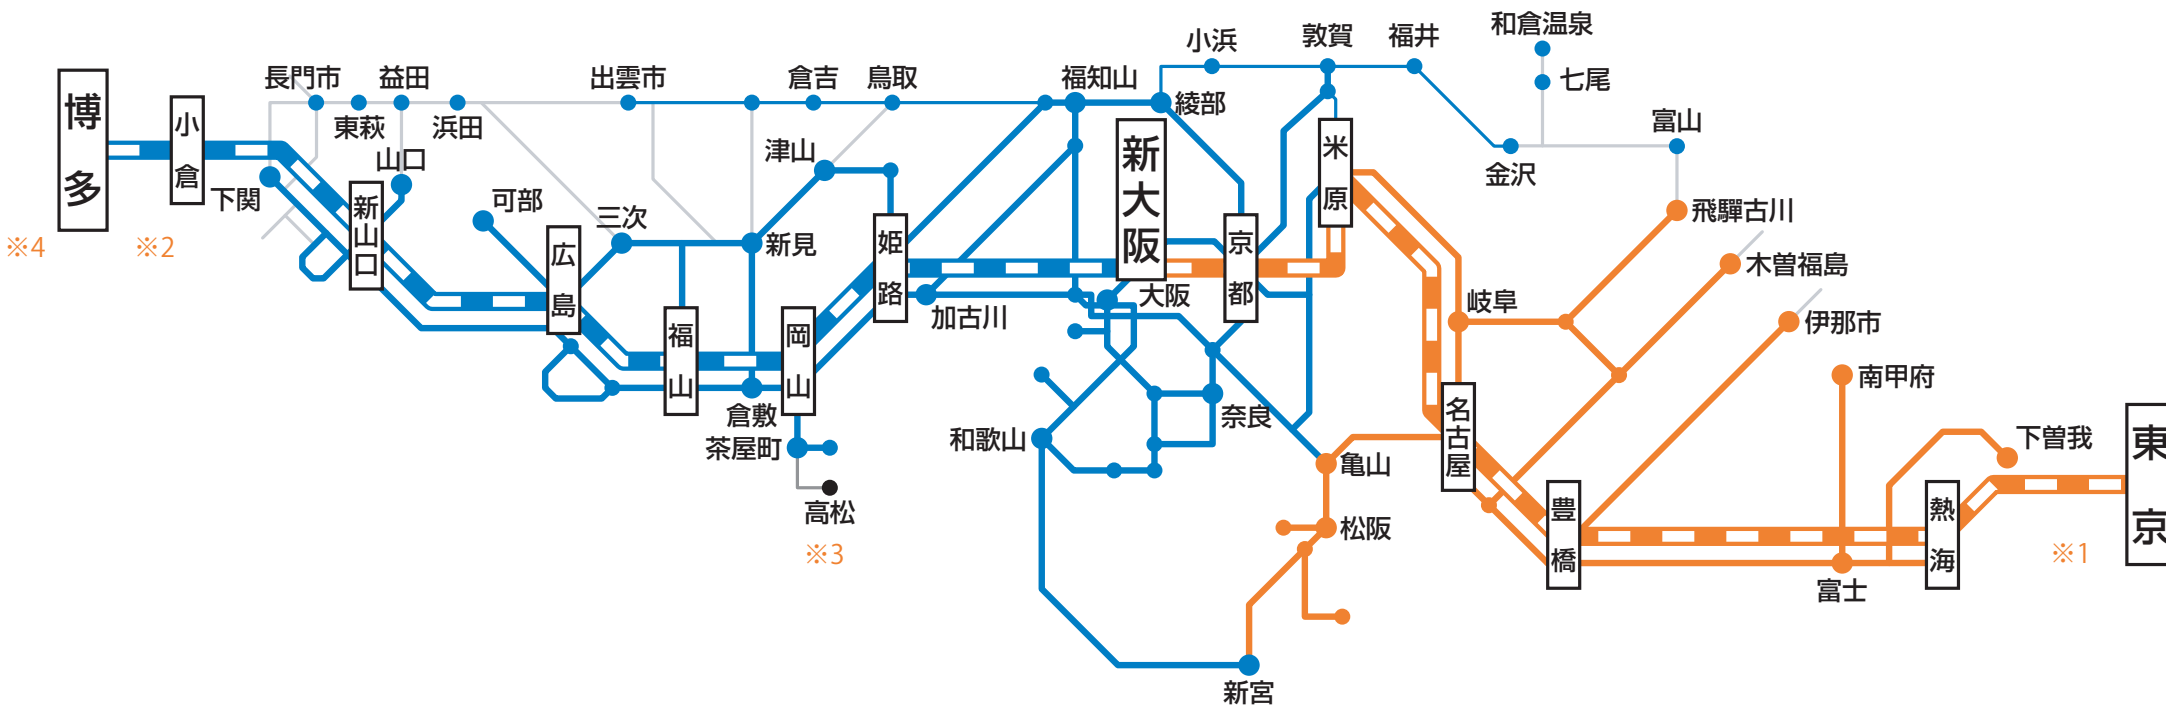 和倉温泉
小浜
敦賀
福井
七尾
長門市
益田
出雲市
倉吉
鳥取
福知山
綾部
博多
小倉
東萩
浜田
富山
新大阪
米原
金沢
山口
津山
下関
新山口
可部
三次
新見
広島
姫路
京都
飛驒古川
木曽福島
※4
※2
大阪
加古川
岐阜
伊那市
福山
岡山
南甲府
倉敷
奈良
名古屋
下曽我
東京
茶屋町
和歌山
亀山
高松
松阪
豊橋
熱海
※3
※1
富士
新宮